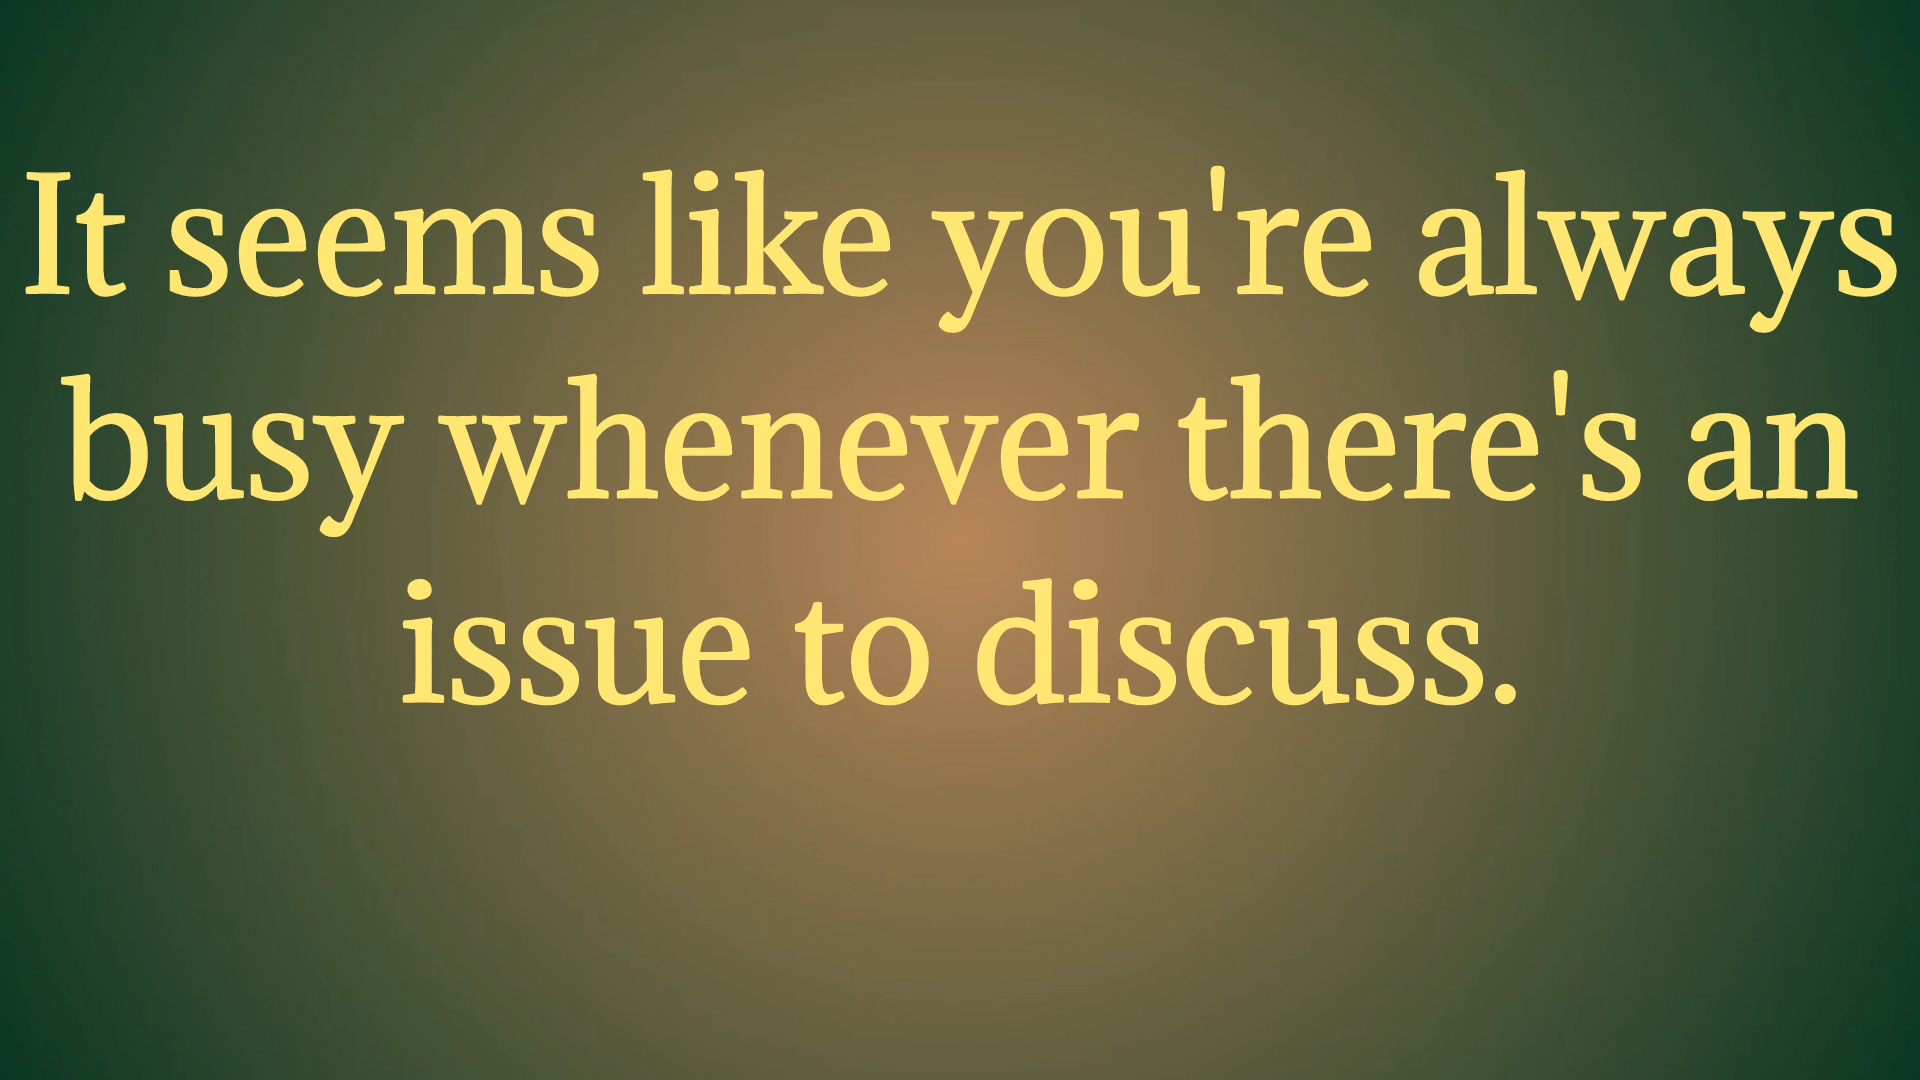 It seems like you're always
busy whenever there's an
issue to discuss.